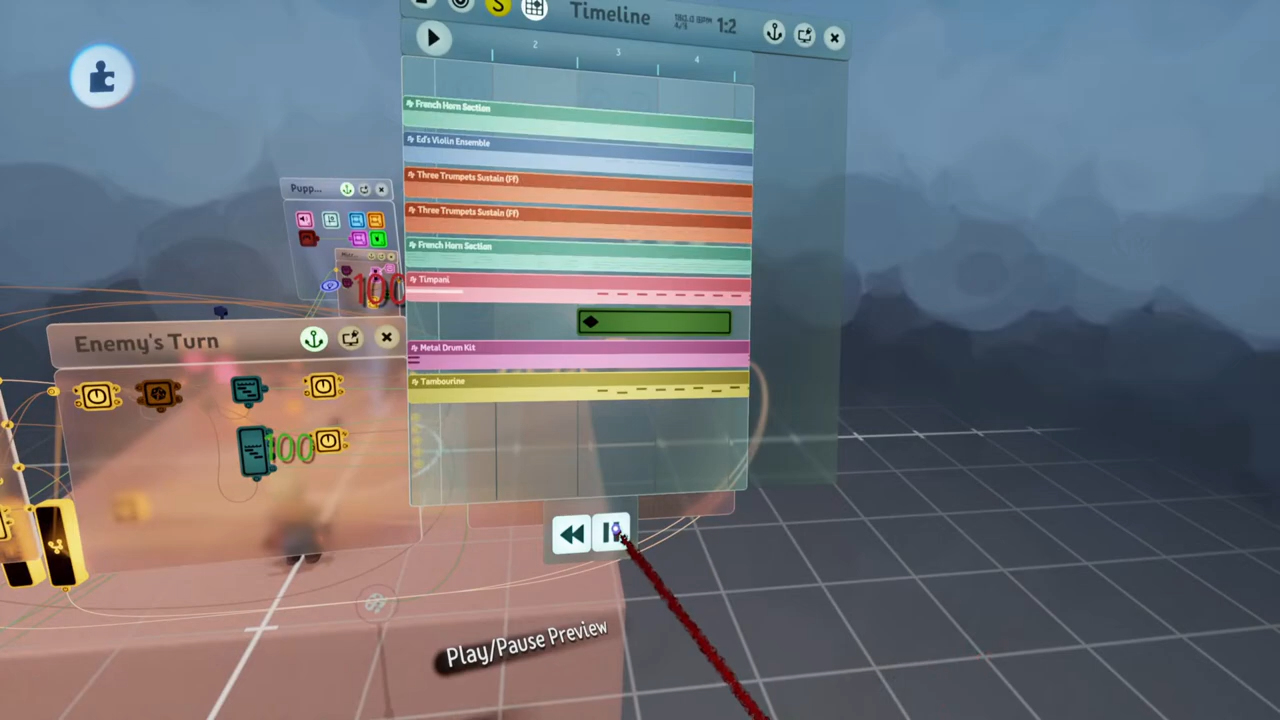 S
Timeline
180.0 BPM
4/5
1:2
2
3
4
French Horn Section
Ed's Violin Ensemble
Three Trumpets Sustain (Ff)
Three Trumpets Sustain (Ff)
French Horn Section
Timpani
Metal Drum Kit
Tambourine
Pupp...
100
Enemy's Turn
100
Play/Pause Preview